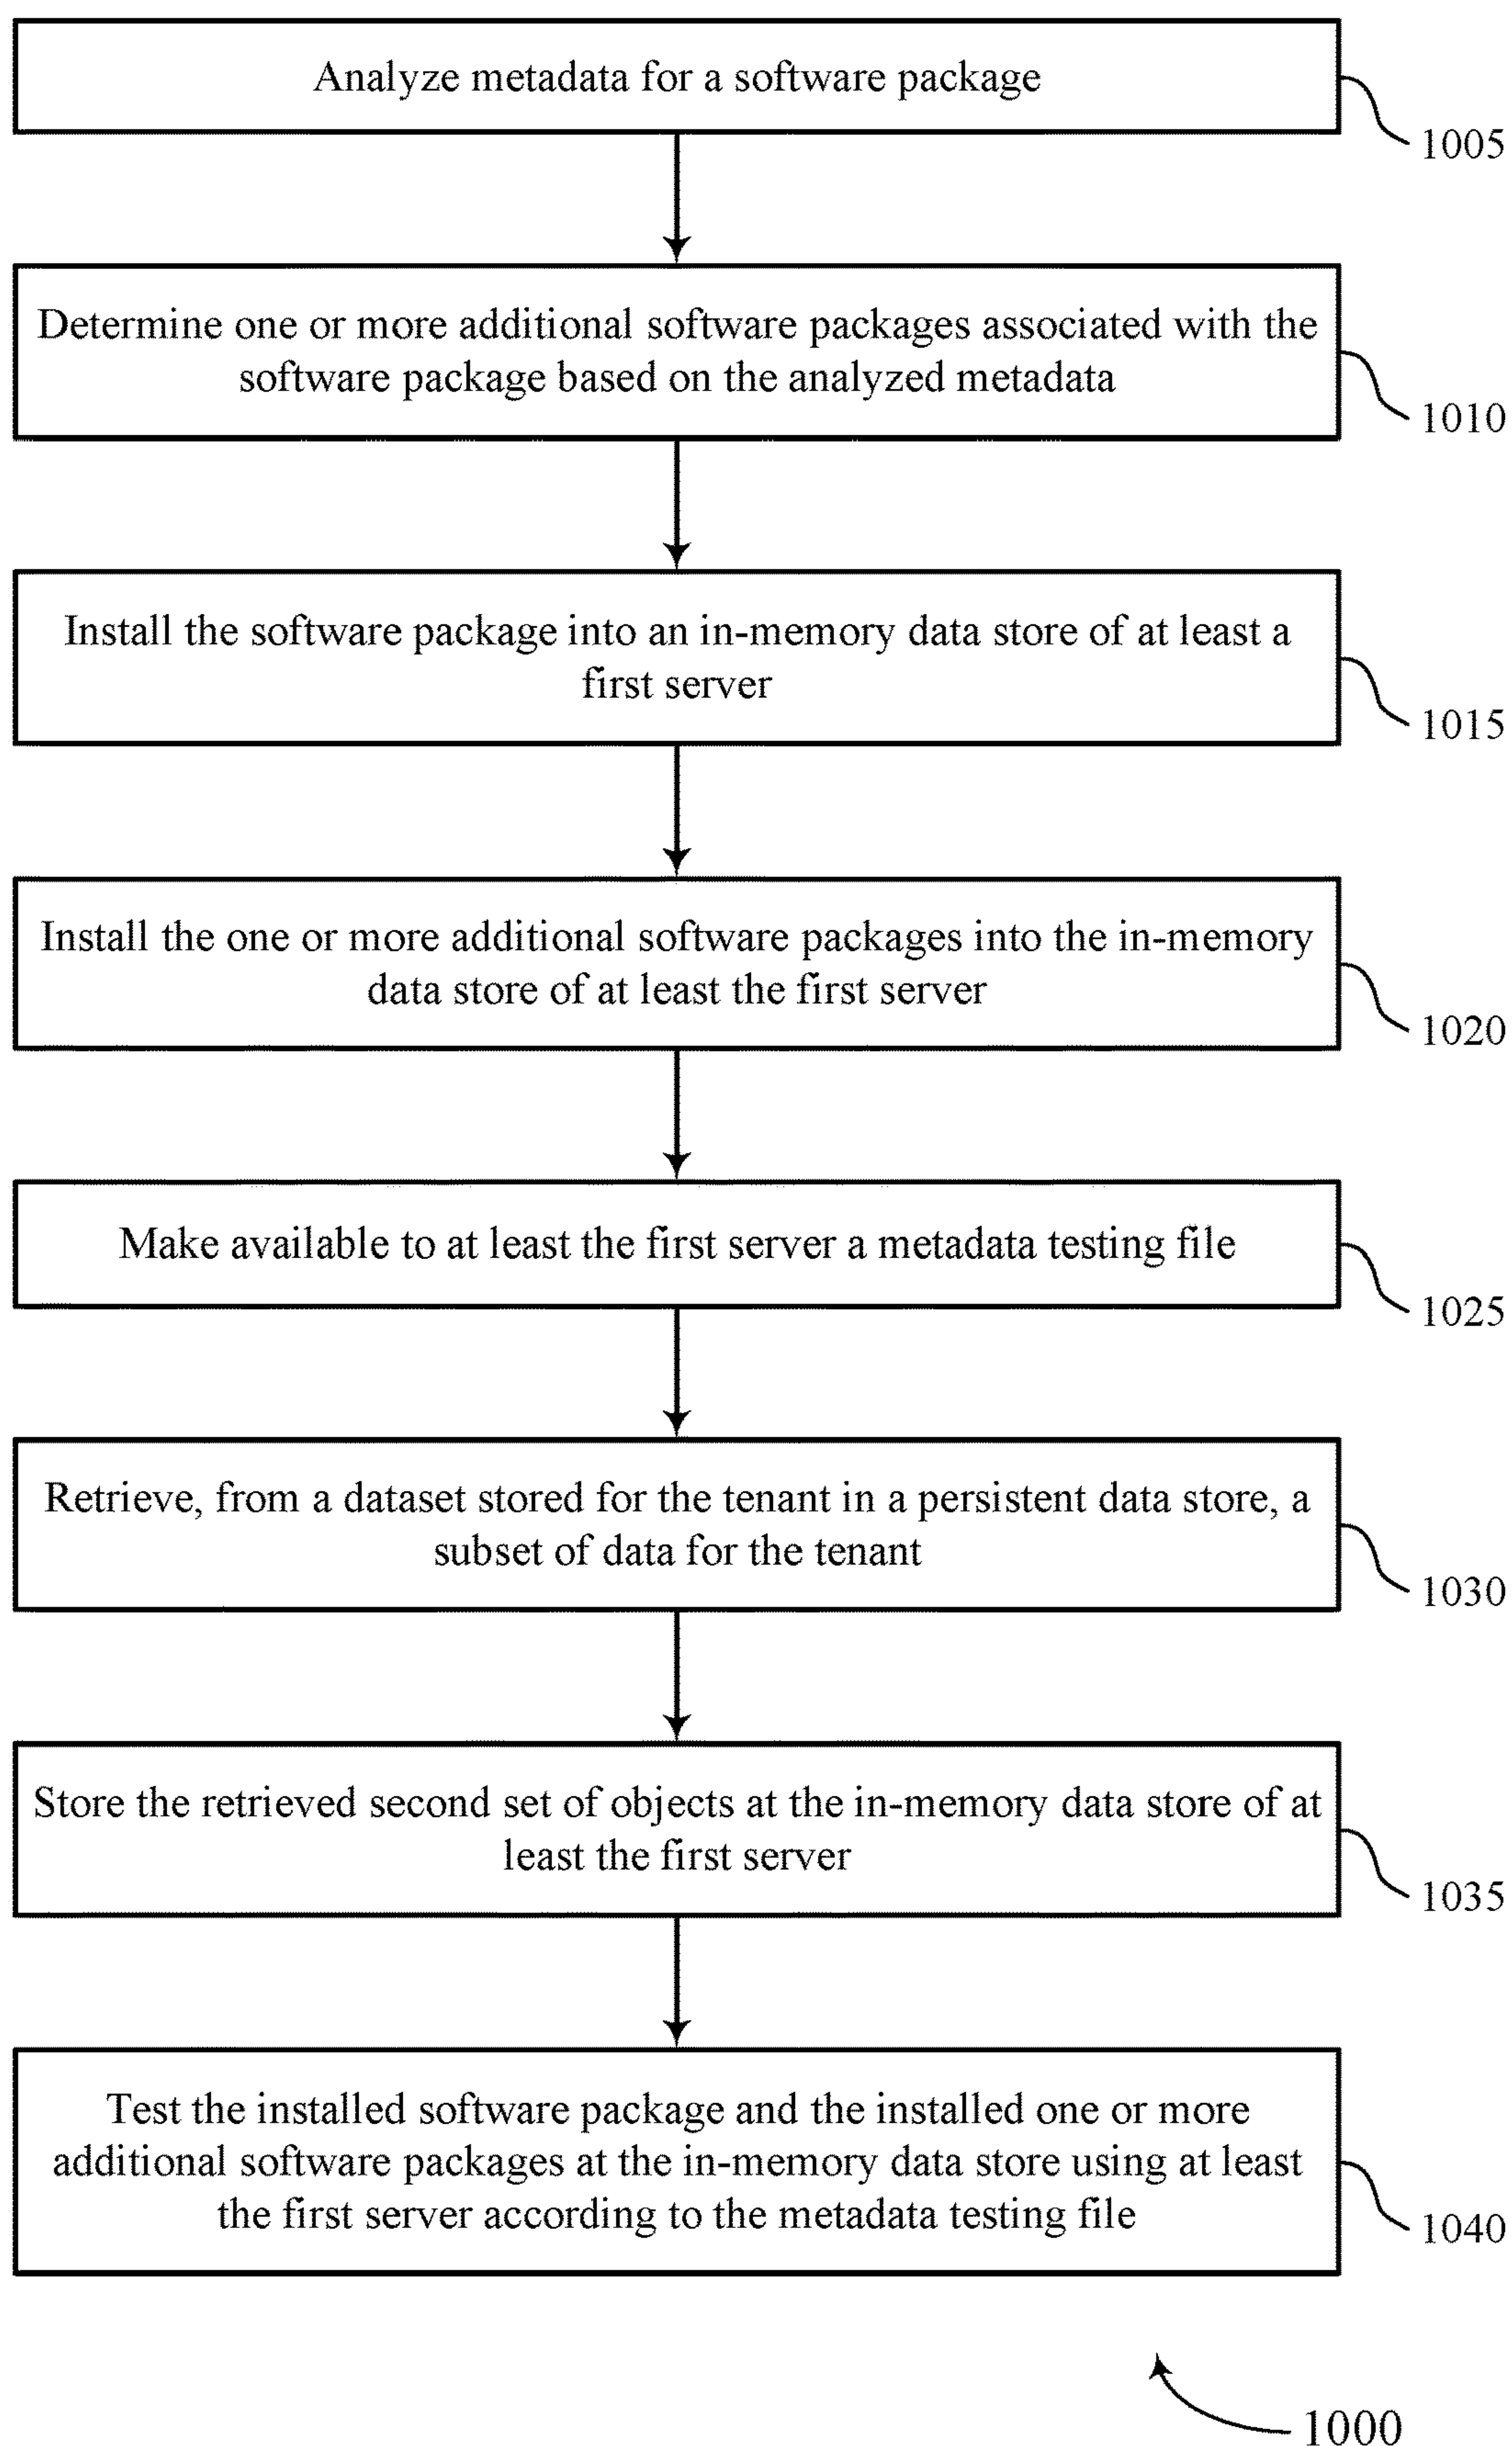 Analyze metadata for a software package
1005
Determine one or more additional software packages associated with the
software package based on the analyzed metadata
1010
Install the software package into an in-memory data store of at least a
first server
1015
Install the one or more additional software packages into the in-memory
data store of at least the first server
1020
Make available to at least the first server a metadata testing file
1025
Retrieve, from a dataset stored for the tenant in a persistent data store, a
subset of data for the tenant
1030
Store the retrieved second set of objects at the in-memory data store of at
least the first server
1035
Test the installed software package and the installed one or more
additional software packages at the in-memory data store using at least
the first server according to the metadata testing file
1040
1000